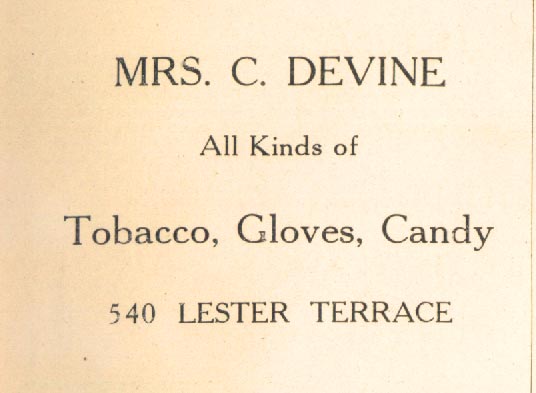 MRS. C. DEVINE
All Kinds of
Tobacco, Gloves, Candy
540 LESTER TERRACE